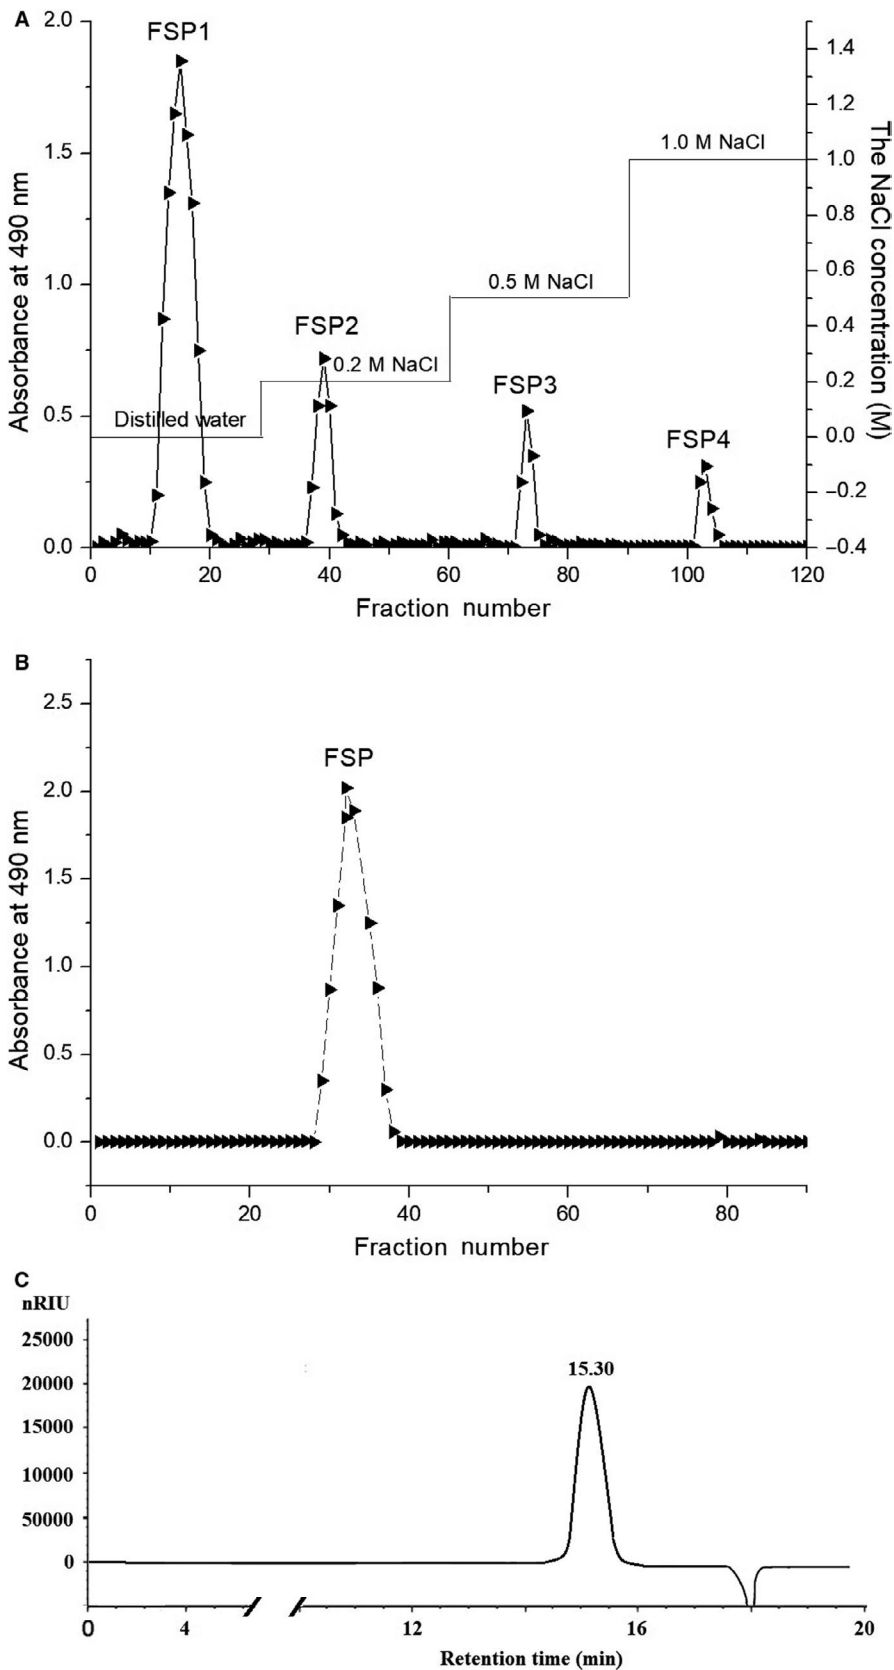 A
2.0
FSP1
1.4
1.2
1.5
1.0 M NaCl
1.0
0.8
1.0
0.5 M NaCl
0.6
FSP2
0.4
0.2 M NaCl
FSP3
0.2
0.5
Distilled water
FSP4
0.0
−0.2
0.0
−0.4
Absorbance at 490 nm
The NaCl concentration (M)
0 20 40 60 80 100 120
Fraction number
B
2.5
FSP
2.0
1.5
1.0
0.5
0.0
Absorbance at 490 nm
0 20 40 60 80
Fraction number
C
nRIU
25000
15.30
20000
15000
10000
50000
0
0 4 12 16 20
Retention time (min)